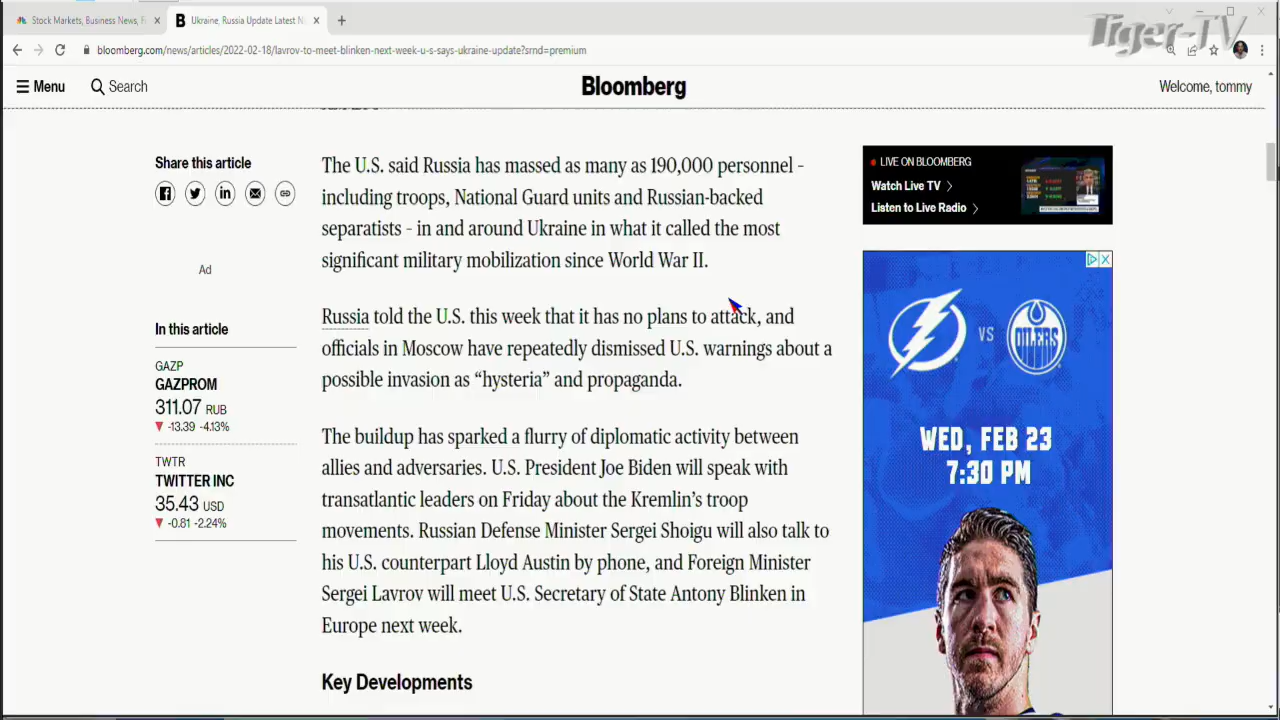 Stock Markets, Business News, F
Ukraine, Russia Update Latest N
Tiger-TV
bloomberg.com/news/articles/2022-02-18/lavrov-to-meet-blinken-next-week-u-s-says-ukraine-update?srnd=premium
Menu
Search
Bloomberg
Welcome, tommy
Share this article
Ad
In this article
GAZP
GAZPROM
311.07 RUB
-13.39 -4.13%
TWTR
TWITTER INC
35.43 USD
-0.81 -2.24%
The U.S. said Russia has massed as many as 190,000 personnel -
including troops, National Guard units and Russian-backed
separatists - in and around Ukraine in what it called the most
significant military mobilization since World War II.
Russia told the U.S. this week that it has no plans to attack, and
officials in Moscow have repeatedly dismissed U.S. warnings about a
possible invasion as “hysteria” and propaganda.
The buildup has sparked a flurry of diplomatic activity between
allies and adversaries. U.S. President Joe Biden will speak with
transatlantic leaders on Friday about the Kremlin’s troop
movements. Russian Defense Minister Sergei Shoigu will also talk to
his U.S. counterpart Lloyd Austin by phone, and Foreign Minister
Sergei Lavrov will meet U.S. Secretary of State Antony Blinken in
Europe next week.
Key Developments
LIVE ON BLOOMBERG
Watch Live TV
Listen to Live Radio
VS
OILERS
WED, FEB 23
7:30 PM